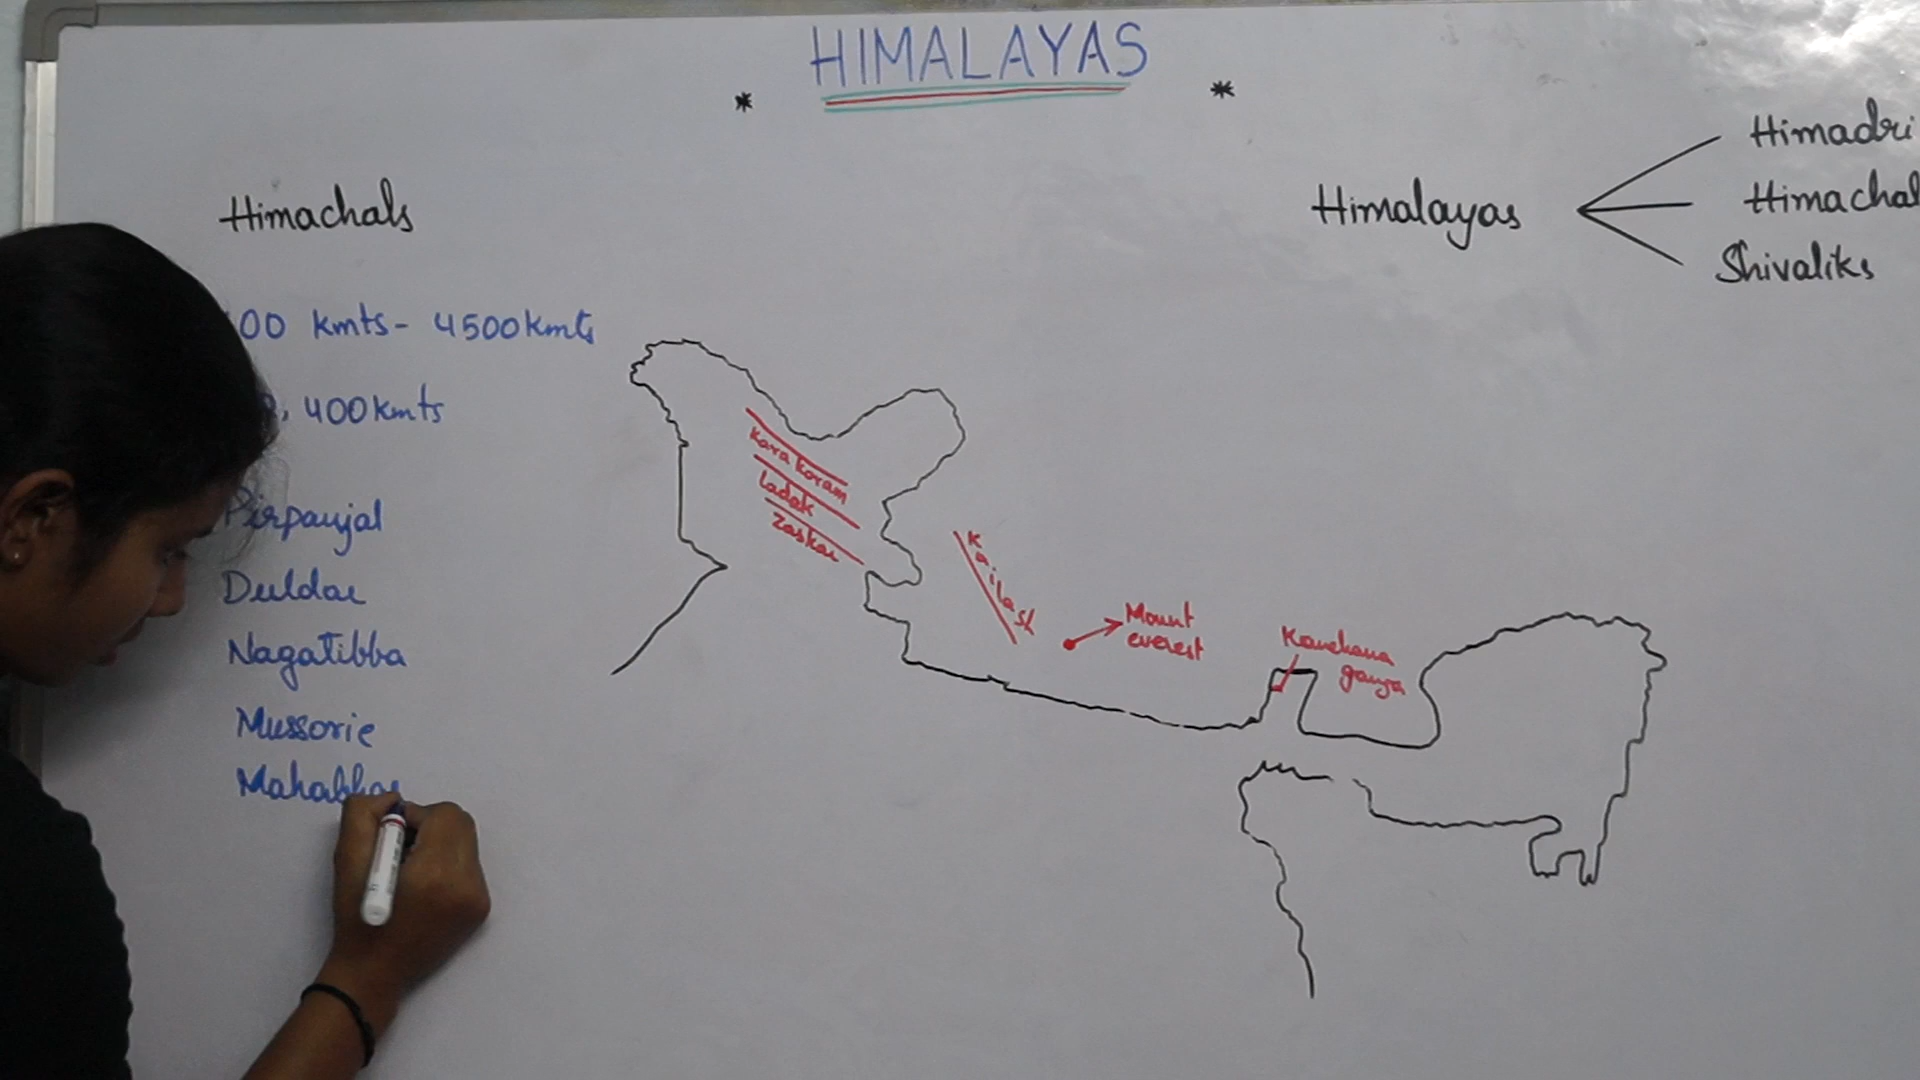 HIMALAYAS
* *
Himachals
00 kmts - 4500kmts
400kmts
Pirpanjal
Duldar
Nagatibba
Mussorie
Mahabhar
Himalayas
Himadri
Himachal
Shivaliks
Kara koram
ladak
Zaskar
Kailash
Mount
everest
Kanchana
ganga